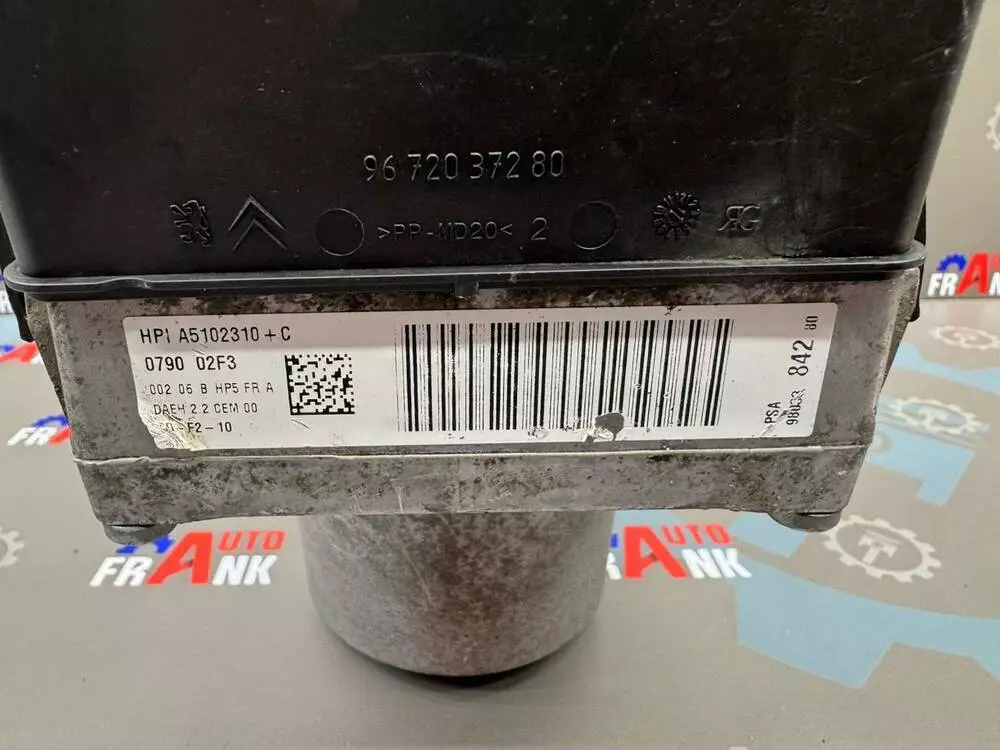 96 720 372 80
>PP-MD20< 2
HPI A5102310+C
0790 02F3
002 06 B HP5 FR A
DAEH 2.2 CEM 00
F2-10
PSA
98033 842 80
AUTO
FRANK
AUTO
FRANK